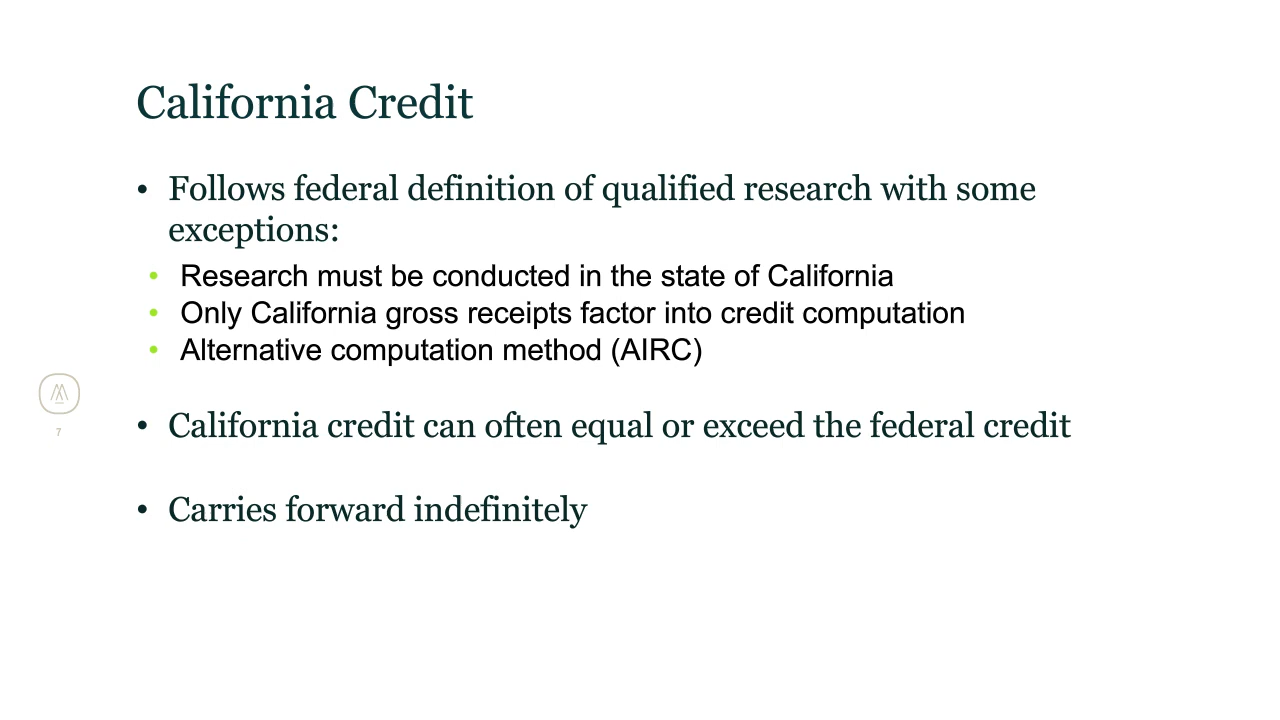 California Credit
• Follows federal definition of qualified research with some
exceptions:
• Research must be conducted in the state of California
• Only California gross receipts factor into credit computation
• Alternative computation method (AIRC)
• California credit can often equal or exceed the federal credit
• Carries forward indefinitely
7